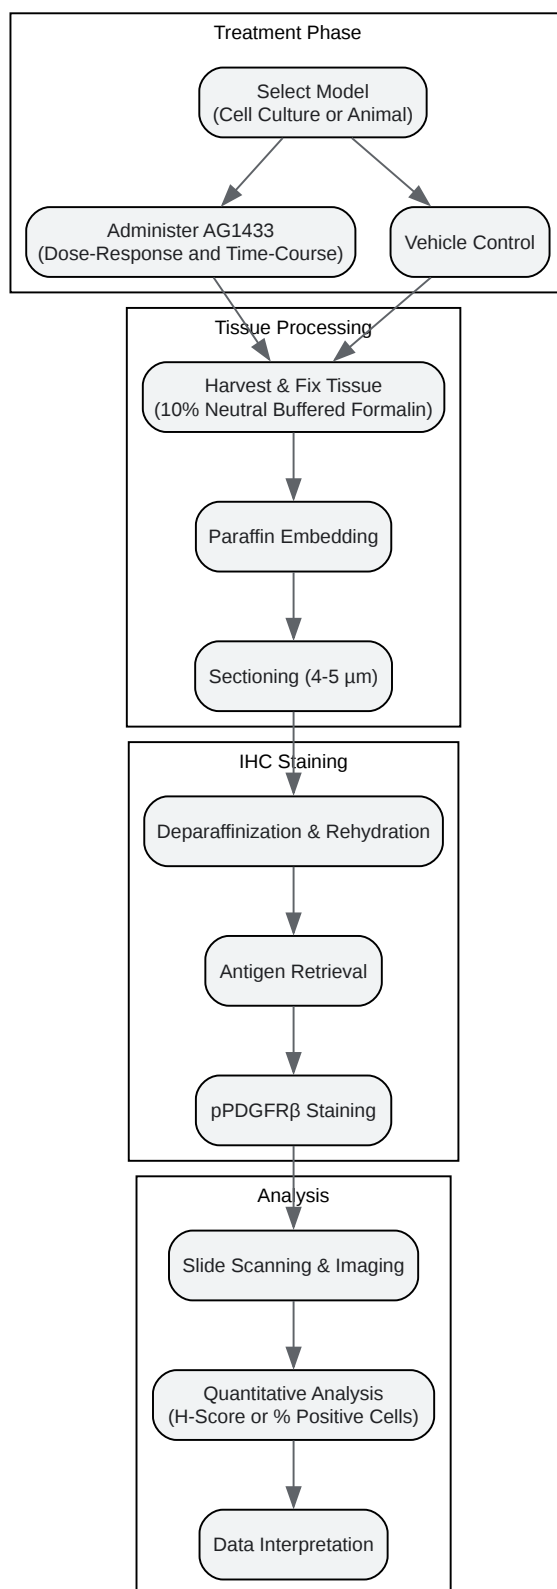 Treatment Phase
Select Model
(Cell Culture or Animal)
Administer AG1433
(Dose-Response and Time-Course)
Vehicle Control
Tissue Processing
Harvest & Fix Tissue
(10% Neutral Buffered Formalin)
Paraffin Embedding
Sectioning (4-5 µm)
IHC Staining
Deparaffinization & Rehydration
Antigen Retrieval
pPDGFRβ Staining
Analysis
Slide Scanning & Imaging
Quantitative Analysis
(H-Score or % Positive Cells)
Data Interpretation